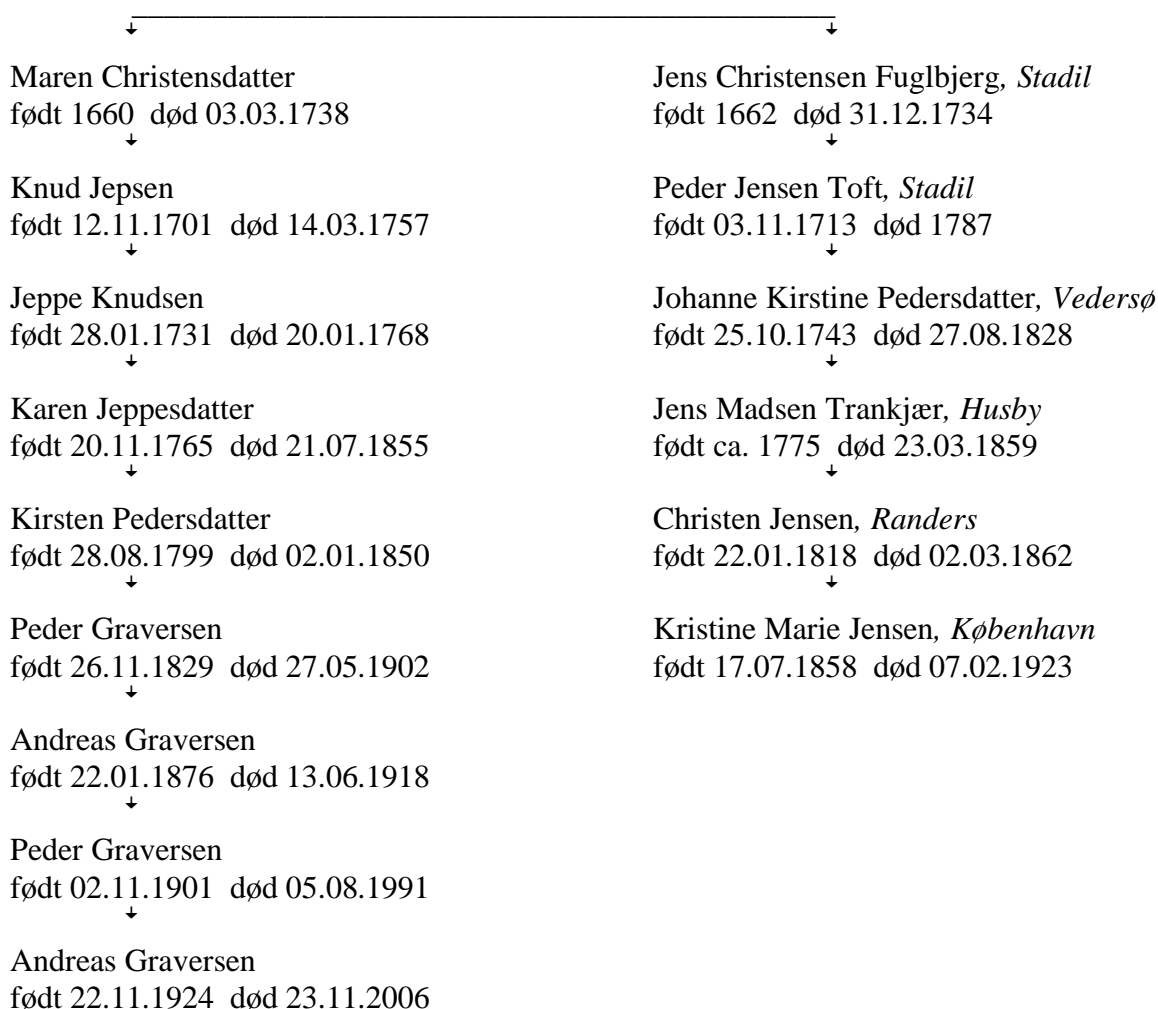 Maren Christensdatter
født 1660 død 03.03.1738
Knud Jepsen
født 12.11.1701 død 14.03.1757
Jeppe Knudsen
født 28.01.1731 død 20.01.1768
Karen Jeppesdatter
født 20.11.1765 død 21.07.1855
Kirsten Pedersdatter
født 28.08.1799 død 02.01.1850
Peder Graversen
født 26.11.1829 død 27.05.1902
Andreas Graversen
født 22.01.1876 død 13.06.1918
Peder Graversen
født 02.11.1901 død 05.08.1991
Andreas Graversen
født 22.11.1924 død 23.11.2006
Jens Christensen Fuglbjerg, Stadil
født 1662 død 31.12.1734
Peder Jensen Toft, Stadil
født 03.11.1713 død 1787
Johanne Kirstine Pedersdatter, Vedersø
født 25.10.1743 død 27.08.1828
Jens Madsen Trankjær, Husby
født ca. 1775 død 23.03.1859
Christen Jensen, Randers
født 22.01.1818 død 02.03.1862
Kristine Marie Jensen, København
født 17.07.1858 død 07.02.1923